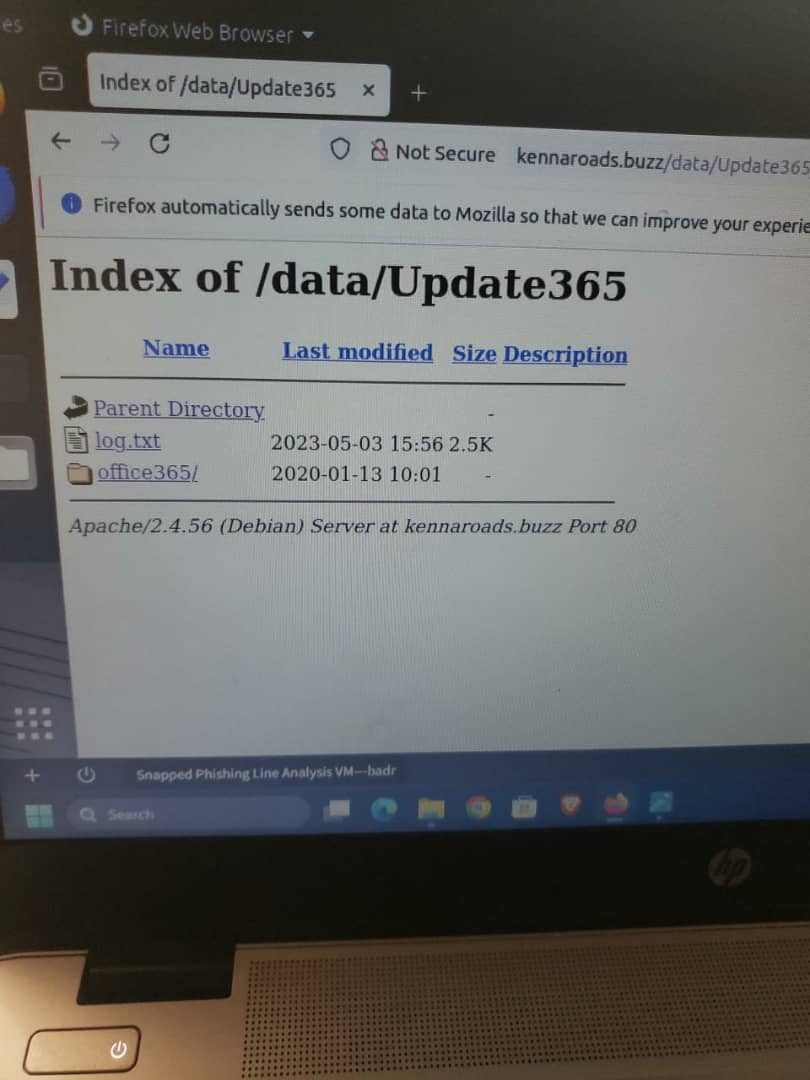 es
Firefox Web Browser
Index of /data/Update365
Not Secure kennaroads.buzz/data/Update365
Firefox automatically sends some data to Mozilla so that we can improve your experie
Index of /data/Update365
Name Last modified Size Description
Parent Directory -
log.txt 2023-05-03 15:56 2.5K
office365/ 2020-01-13 10:01 -
Apache/2.4.56 (Debian) Server at kennaroads.buzz Port 80
Snapped Phishing Line Analysis VM---badr
Search
hp